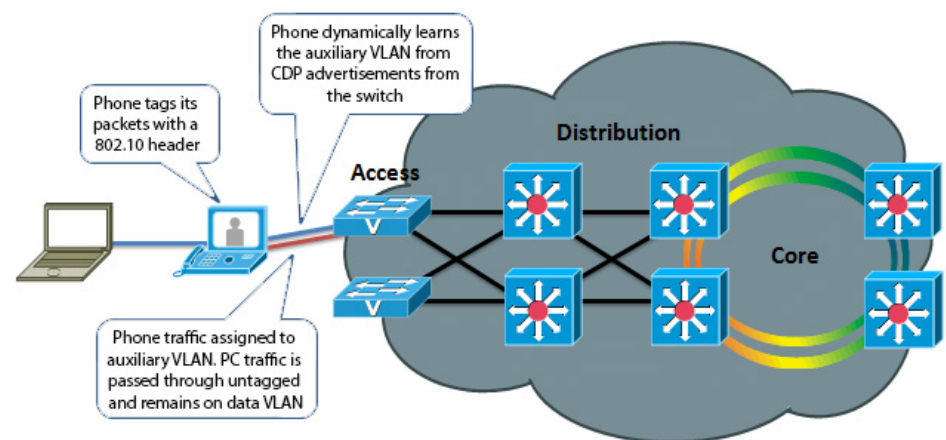 Phone dynamically learns
the auxiliary VLAN from
CDP advertisements from
the switch
Phone tags its
packets with a
802.10 header
Distribution
Access
V
V
Core
Phone traffic assigned to
auxiliary VLAN. PC traffic is
passed through untagged
and remains on data VLAN